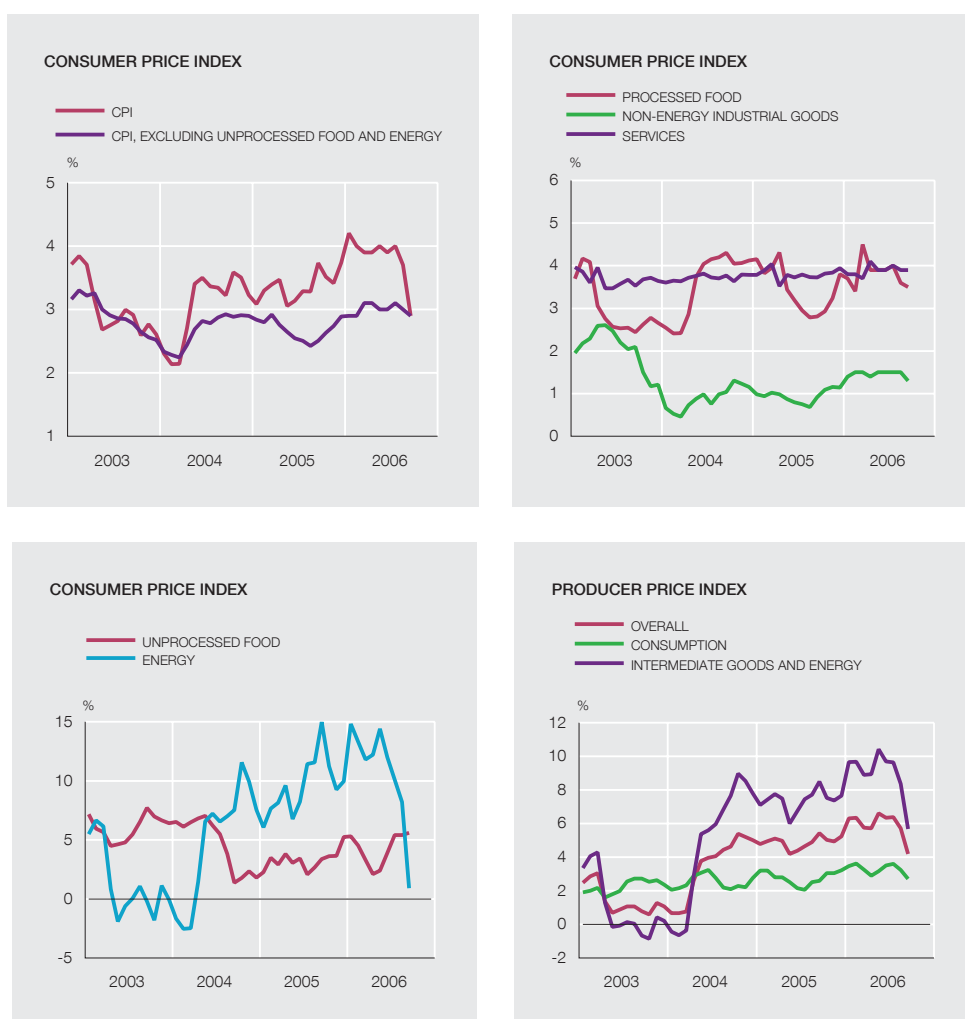 CONSUMER PRICE INDEX
CPI
CPI, EXCLUDING UNPROCESSED FOOD AND ENERGY
%
5
4
3
2
1
2003 2004 2005 2006
CONSUMER PRICE INDEX
PROCESSED FOOD
NON-ENERGY INDUSTRIAL GOODS
SERVICES
%
6
5
4
3
2
1
0
2003 2004 2005 2006
CONSUMER PRICE INDEX
UNPROCESSED FOOD
ENERGY
%
15
10
5
0
-5
2003 2004 2005 2006
PRODUCER PRICE INDEX
OVERALL
CONSUMPTION
INTERMEDIATE GOODS AND ENERGY
%
12
10
8
6
4
2
0
-2
2003 2004 2005 2006